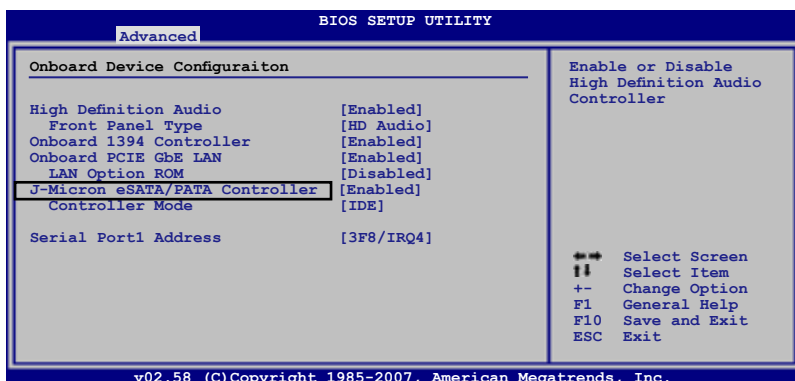 BIOS SETUP UTILITY
Advanced
Onboard Device Configuraiton
High Definition Audio [Enabled]
Front Panel Type [HD Audio]
Onboard 1394 Controller [Enabled]
Onboard PCIE GbE LAN [Enabled]
LAN Option ROM [Disabled]
J-Micron eSATA/PATA Controller [Enabled]
Controller Mode [IDE]
Serial Port1 Address [3F8/IRQ4]
Enable or Disable
High Definition Audio
Controller
Select Screen
Select Item
+- Change Option
F1 General Help
F10 Save and Exit
ESC Exit
v02.58 (C)Copyright 1985-2007, American Megatrends, Inc.